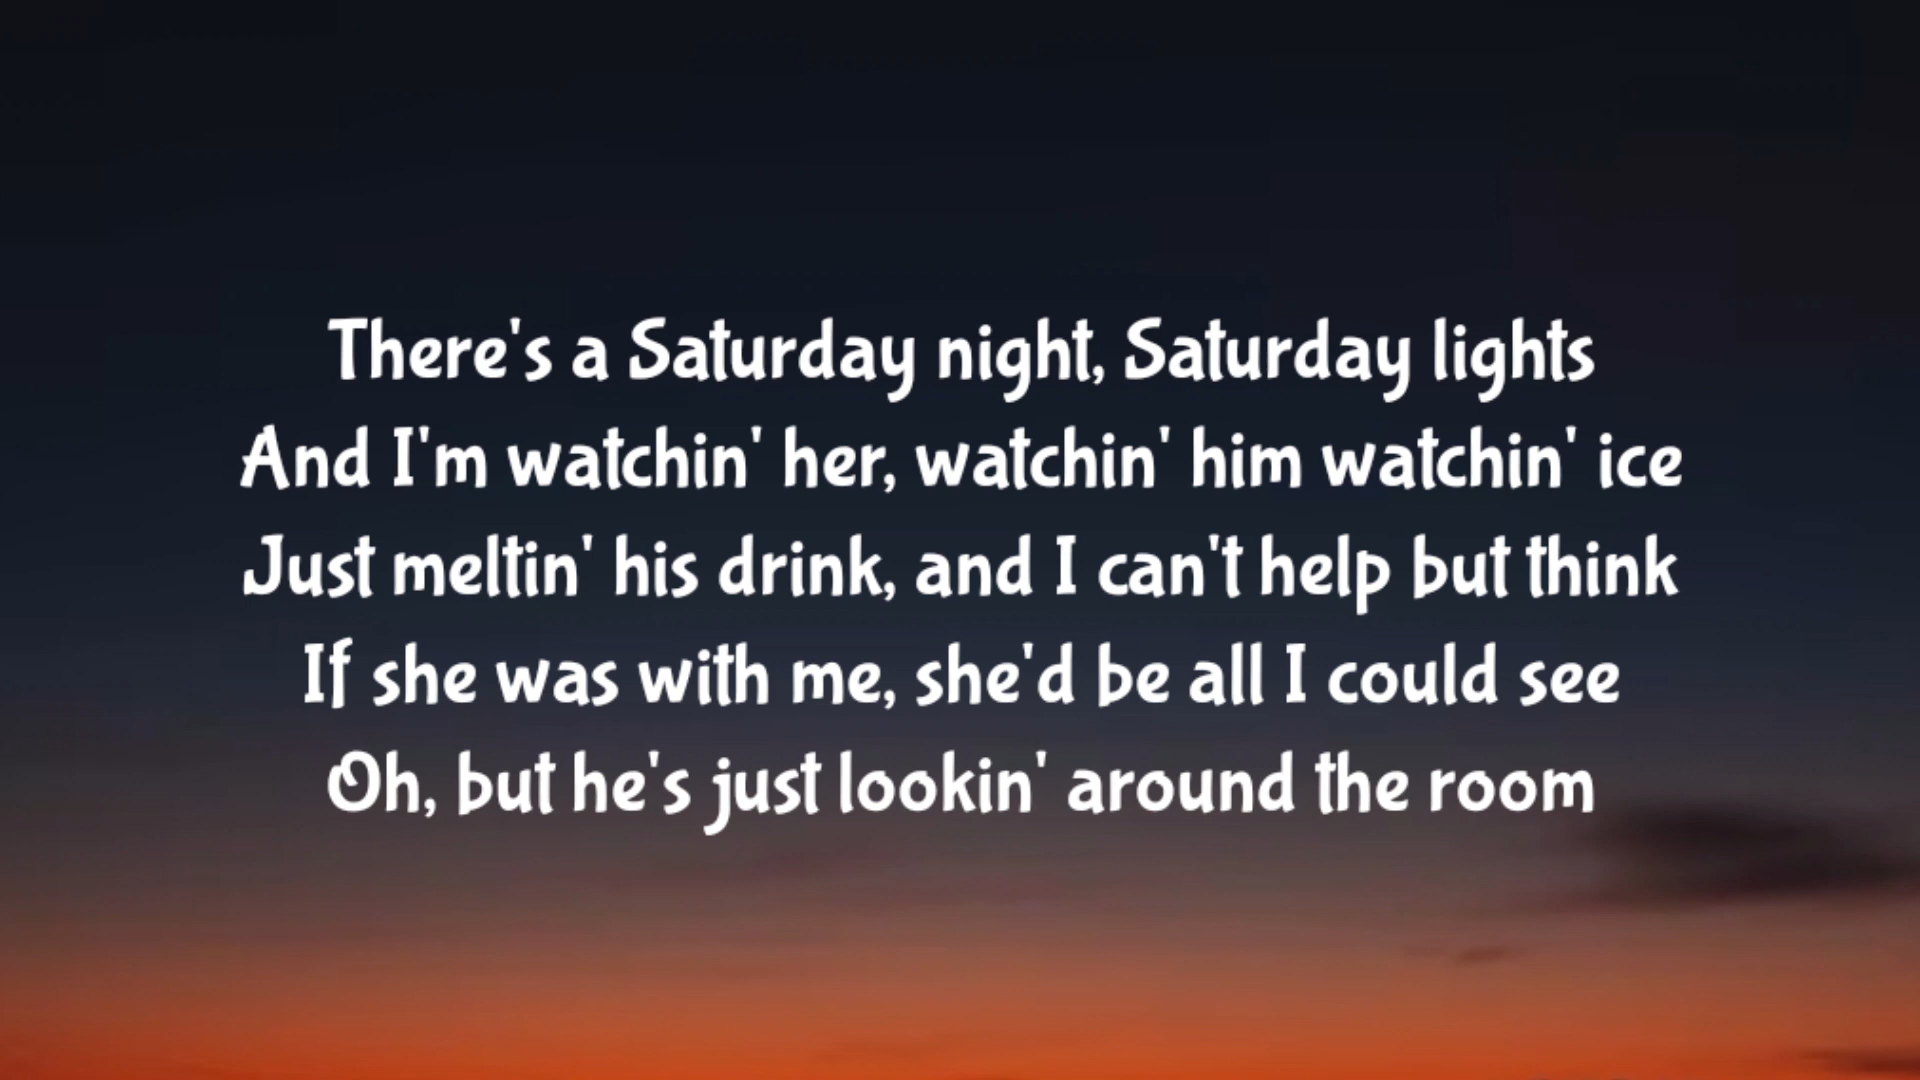 There's a Saturday night, Saturday lights
And I'm watchin' her, watchin' him watchin' ice
Just meltin' his drink, and I can't help but think
If she was with me, she'd be all I could see
Oh, but he's just lookin' around the room